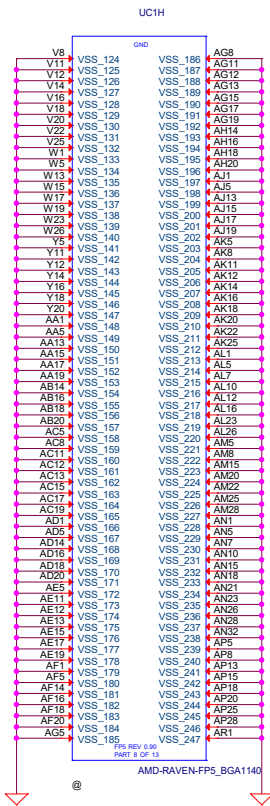 UC1H
GND
V8 VSS_124 VSS_186 AG8
V11 VSS_125 VSS_187 AG11
V12 VSS_126 VSS_188 AG12
V14 VSS_127 VSS_189 AG13
V16 VSS_128 VSS_190 AG15
V18 VSS_129 VSS_191 AG17
V20 VSS_130 VSS_192 AG19
V22 VSS_131 VSS_193 AH14
V25 VSS_132 VSS_194 AH16
W1 VSS_133 VSS_195 AH18
W5 VSS_134 VSS_196 AH20
W13 VSS_135 VSS_197 AJ1
W15 VSS_136 VSS_198 AJ5
W17 VSS_137 VSS_199 AJ13
W19 VSS_138 VSS_200 AJ15
W23 VSS_139 VSS_201 AJ17
W26 VSS_140 VSS_202 AJ19
Y5 VSS_141 VSS_203 AK5
Y11 VSS_142 VSS_204 AK8
Y12 VSS_143 VSS_205 AK11
Y14 VSS_144 VSS_206 AK12
Y16 VSS_145 VSS_207 AK14
Y18 VSS_146 VSS_208 AK16
Y20 VSS_147 VSS_209 AK18
AA1 VSS_148 VSS_210 AK20
AA5 VSS_149 VSS_211 AK22
AA13 VSS_150 VSS_212 AK25
AA15 VSS_151 VSS_213 AL1
AA17 VSS_152 VSS_214 AL5
AA19 VSS_153 VSS_215 AL7
AB14 VSS_154 VSS_216 AL10
AB16 VSS_155 VSS_217 AL12
AB18 VSS_156 VSS_218 AL16
AB20 VSS_157 VSS_219 AL23
AC5 VSS_158 VSS_220 AL26
AC8 VSS_159 VSS_221 AM5
AC11 VSS_160 VSS_222 AM8
AC12 VSS_161 VSS_223 AM15
AC13 VSS_162 VSS_224 AM20
AC15 VSS_163 VSS_225 AM22
AC17 VSS_164 VSS_226 AM25
AC19 VSS_165 VSS_227 AM28
AD1 VSS_166 VSS_228 AN1
AD5 VSS_167 VSS_229 AN5
AD14 VSS_168 VSS_230 AN7
AD16 VSS_169 VSS_231 AN10
AD18 VSS_170 VSS_232 AN15
AD20 VSS_171 VSS_233 AN18
AE5 VSS_172 VSS_234 AN21
AE11 VSS_173 VSS_235 AN23
AE12 VSS_174 VSS_236 AN26
AE13 VSS_175 VSS_237 AN28
AE15 VSS_176 VSS_238 AN32
AE17 VSS_177 VSS_239 AP5
AE19 VSS_178 VSS_240 AP8
AF1 VSS_179 VSS_241 AP13
AF5 VSS_180 VSS_242 AP15
AF14 VSS_181 VSS_243 AP18
AF16 VSS_182 VSS_244 AP20
AF18 VSS_183 VSS_245 AP25
AF20 VSS_184 VSS_246 AP28
AG5 VSS_185 VSS_247 AR1
FP5 REV 0.90
PART 8 OF 13
AMD-RAVEN-FP5_BGA1140
@